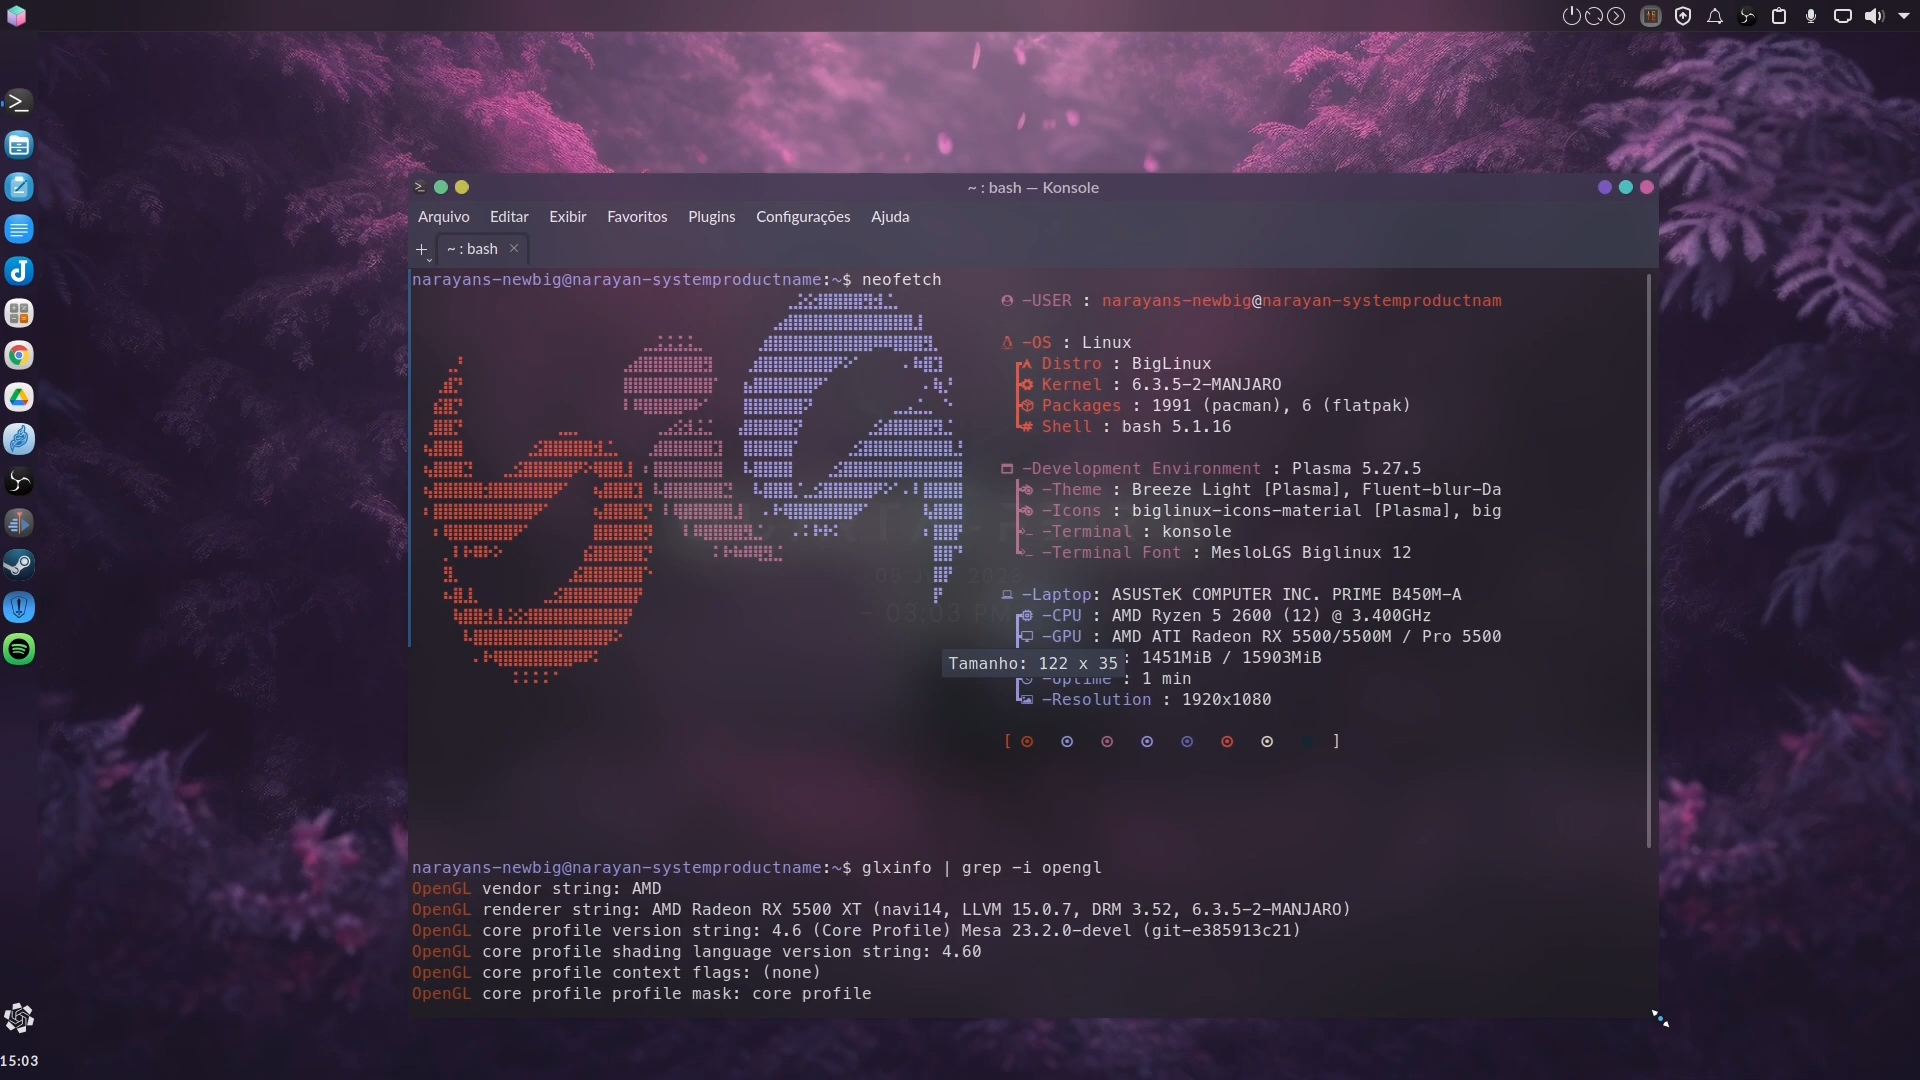 ~ : bash — Konsole
Arquivo Editar Exibir Favoritos Plugins Configurações Ajuda
~ : bash
narayans-newbig@narayan-systemproductname:~$ neofetch
-USER : narayans-newbig@narayan-systemproductnam
-OS : Linux
Distro : BigLinux
Kernel : 6.3.5-2-MANJARO
Packages : 1991 (pacman), 6 (flatpak)
Shell : bash 5.1.16
-Development Environment : Plasma 5.27.5
-Theme : Breeze Light [Plasma], Fluent-blur-Da
-Icons : biglinux-icons-material [Plasma], big
-Terminal : konsole
-Terminal Font : MesloLGS Biglinux 12
-Laptop: ASUSTeK COMPUTER INC. PRIME B450M-A
-CPU : AMD Ryzen 5 2600 (12) @ 3.400GHz
-GPU : AMD ATI Radeon RX 5500/5500M / Pro 5500
: 1451MiB / 15903MiB
Tamanho: 122 x 35
-Uptime : 1 min
-Resolution : 1920x1080
[ ]
- 03:03 PM
narayans-newbig@narayan-systemproductname:~$ glxinfo | grep -i opengl
OpenGL vendor string: AMD
OpenGL renderer string: AMD Radeon RX 5500 XT (navi14, LLVM 15.0.7, DRM 3.52, 6.3.5-2-MANJARO)
OpenGL core profile version string: 4.6 (Core Profile) Mesa 23.2.0-devel (git-e385913c21)
OpenGL core profile shading language version string: 4.60
OpenGL core profile context flags: (none)
OpenGL core profile profile mask: core profile
15:03